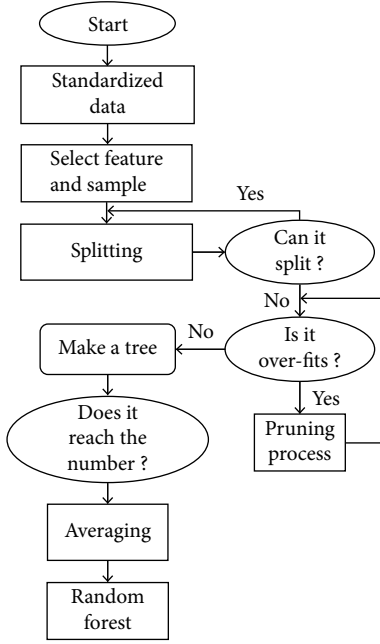 Start
Standardized
data
Select feature
and sample
Yes
Splitting
Can it
split ?
No
Is it
over-fits ?
No
Make a tree
Yes
Does it
reach the
number ?
Pruning
process
Averaging
Random
forest